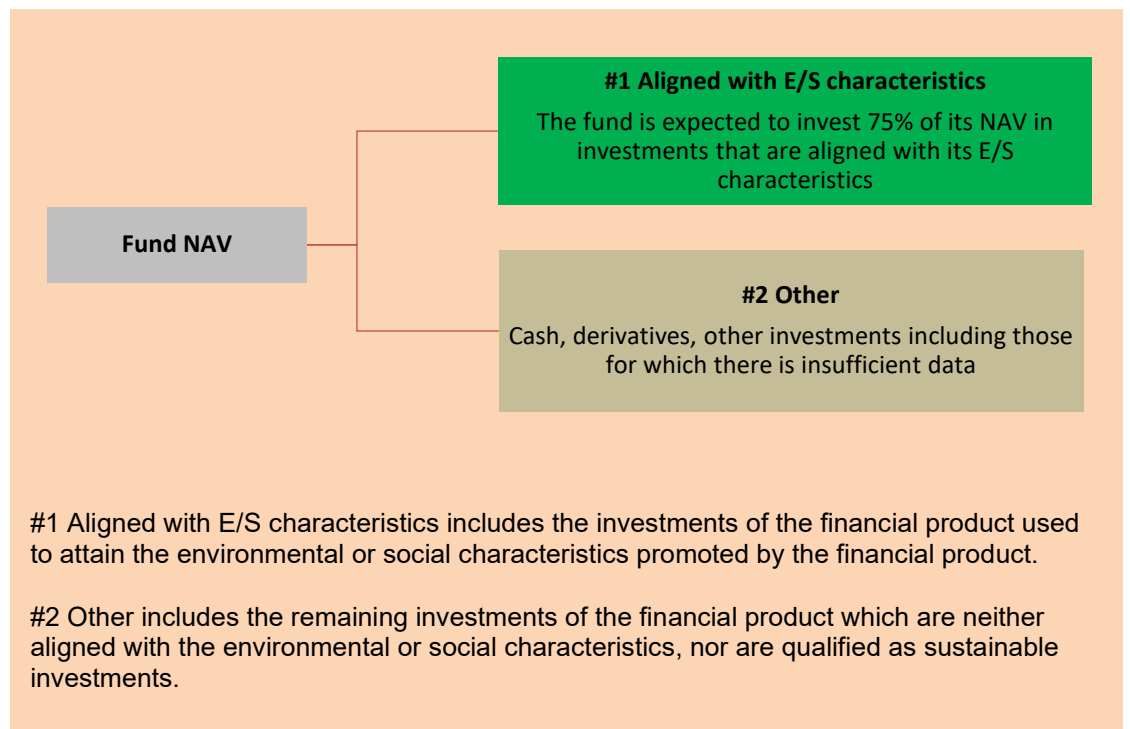 #1 Aligned with E/S characteristics
The fund is expected to invest 75% of its NAV in
investments that are aligned with its E/S
characteristics
Fund NAV
#2 Other
Cash, derivatives, other investments including those
for which there is insufficient data
#1 Aligned with E/S characteristics includes the investments of the financial product used
to attain the environmental or social characteristics promoted by the financial product.
#2 Other includes the remaining investments of the financial product which are neither
aligned with the environmental or social characteristics, nor are qualified as sustainable
investments.